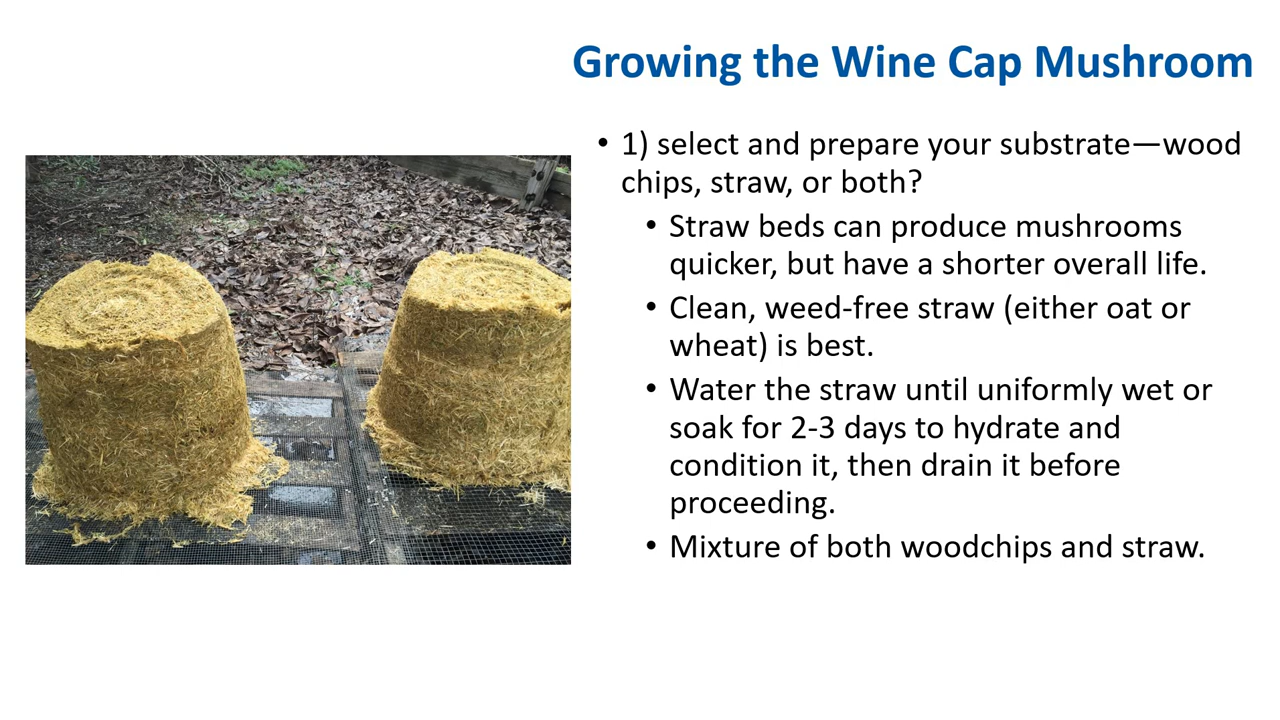 Growing the Wine Cap Mushroom
• 1) select and prepare your substrate—wood
chips, straw, or both?
• Straw beds can produce mushrooms
quicker, but have a shorter overall life.
• Clean, weed-free straw (either oat or
wheat) is best.
• Water the straw until uniformly wet or
soak for 2-3 days to hydrate and
condition it, then drain it before
proceeding.
• Mixture of both woodchips and straw.